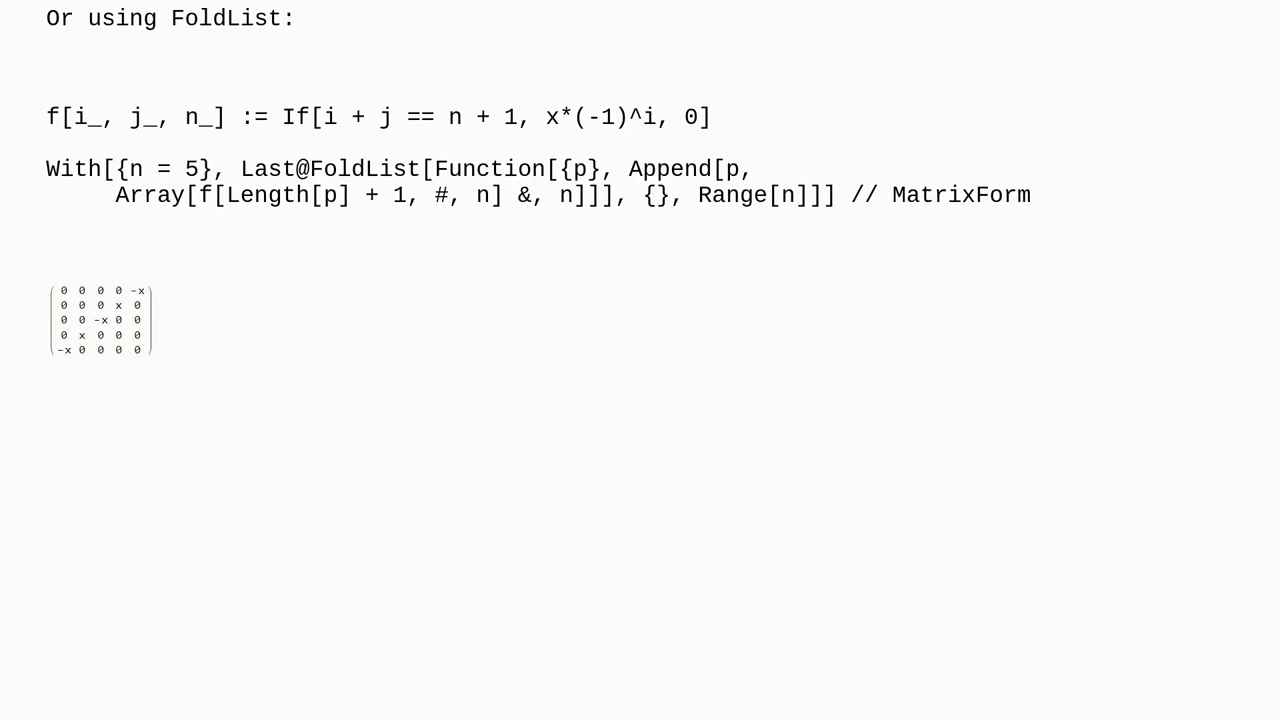 Or using FoldList:
f[i_, j_, n_] := If[i + j == n + 1, x*(-1)^i, 0]
With[{n = 5}, Last@FoldList[Function[{p}, Append[p,
Array[f[Length[p] + 1, #, n] &, n]]], {}, Range[n]]] // MatrixForm
0 0 0 0 -x
0 0 0 x 0
0 0 -x 0 0
0 x 0 0 0
-x 0 0 0 0